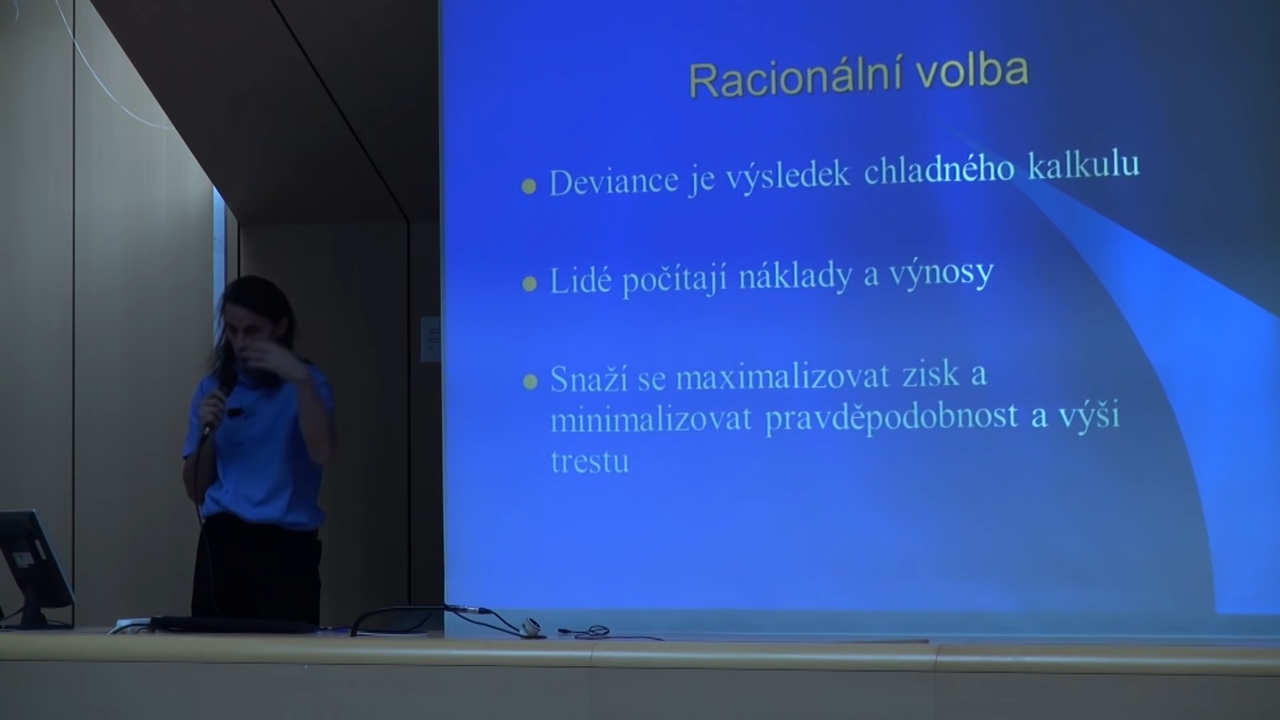 Racionální volba
Deviance je výsledek chladného kalkulu
Lidé počítají náklady a výnosy
Snaží se maximalizovat zisk a
minimalizovat pravděpodobnost a výši
trestu